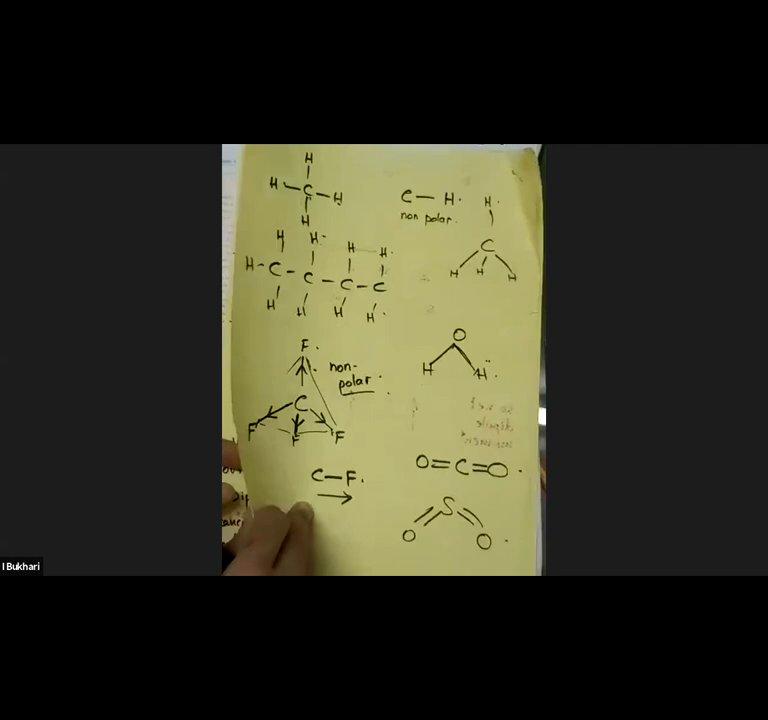 H
H - C - H
H
C - H.
non polar.
H
C
H H H
H H H H
H - C - C - C - C
H H H H
O
H H
F
non-
polar
C
F F F
C - F.
O = C = O
S
O O
I Bukhari